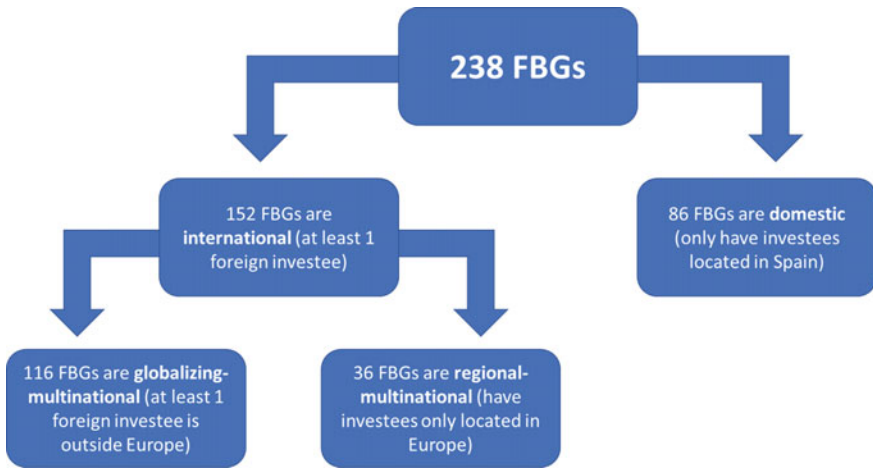 238 FBGs
152 FBGs are
international (at least 1
foreign investee)
86 FBGs are domestic
(only have investees
located in Spain)
116 FBGs are globalizing-
multinational (at least 1
foreign investee is
outside Europe)
36 FBGs are regional-
multinational (have
investees only located in
Europe)